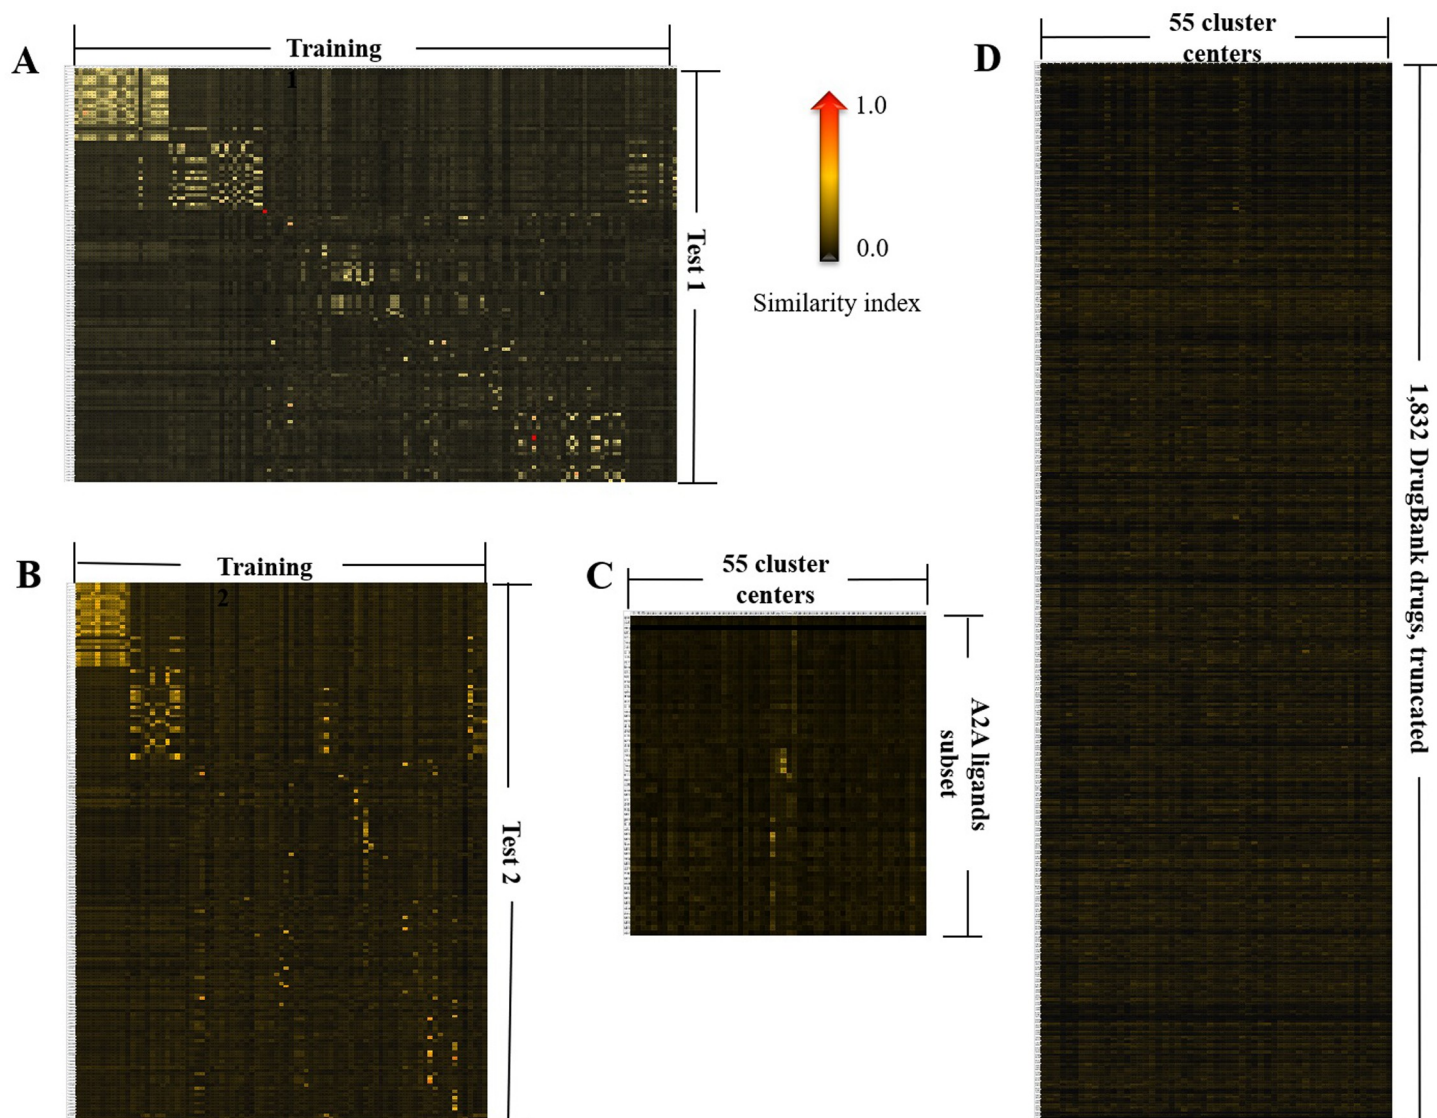 A
Training
1
Test 1
1.0
0.0
Similarity index
B
Training
2
Test 2
C
55 cluster
centers
A2A ligands
subset
D
55 cluster
centers
1,832 DrugBank drugs, truncated